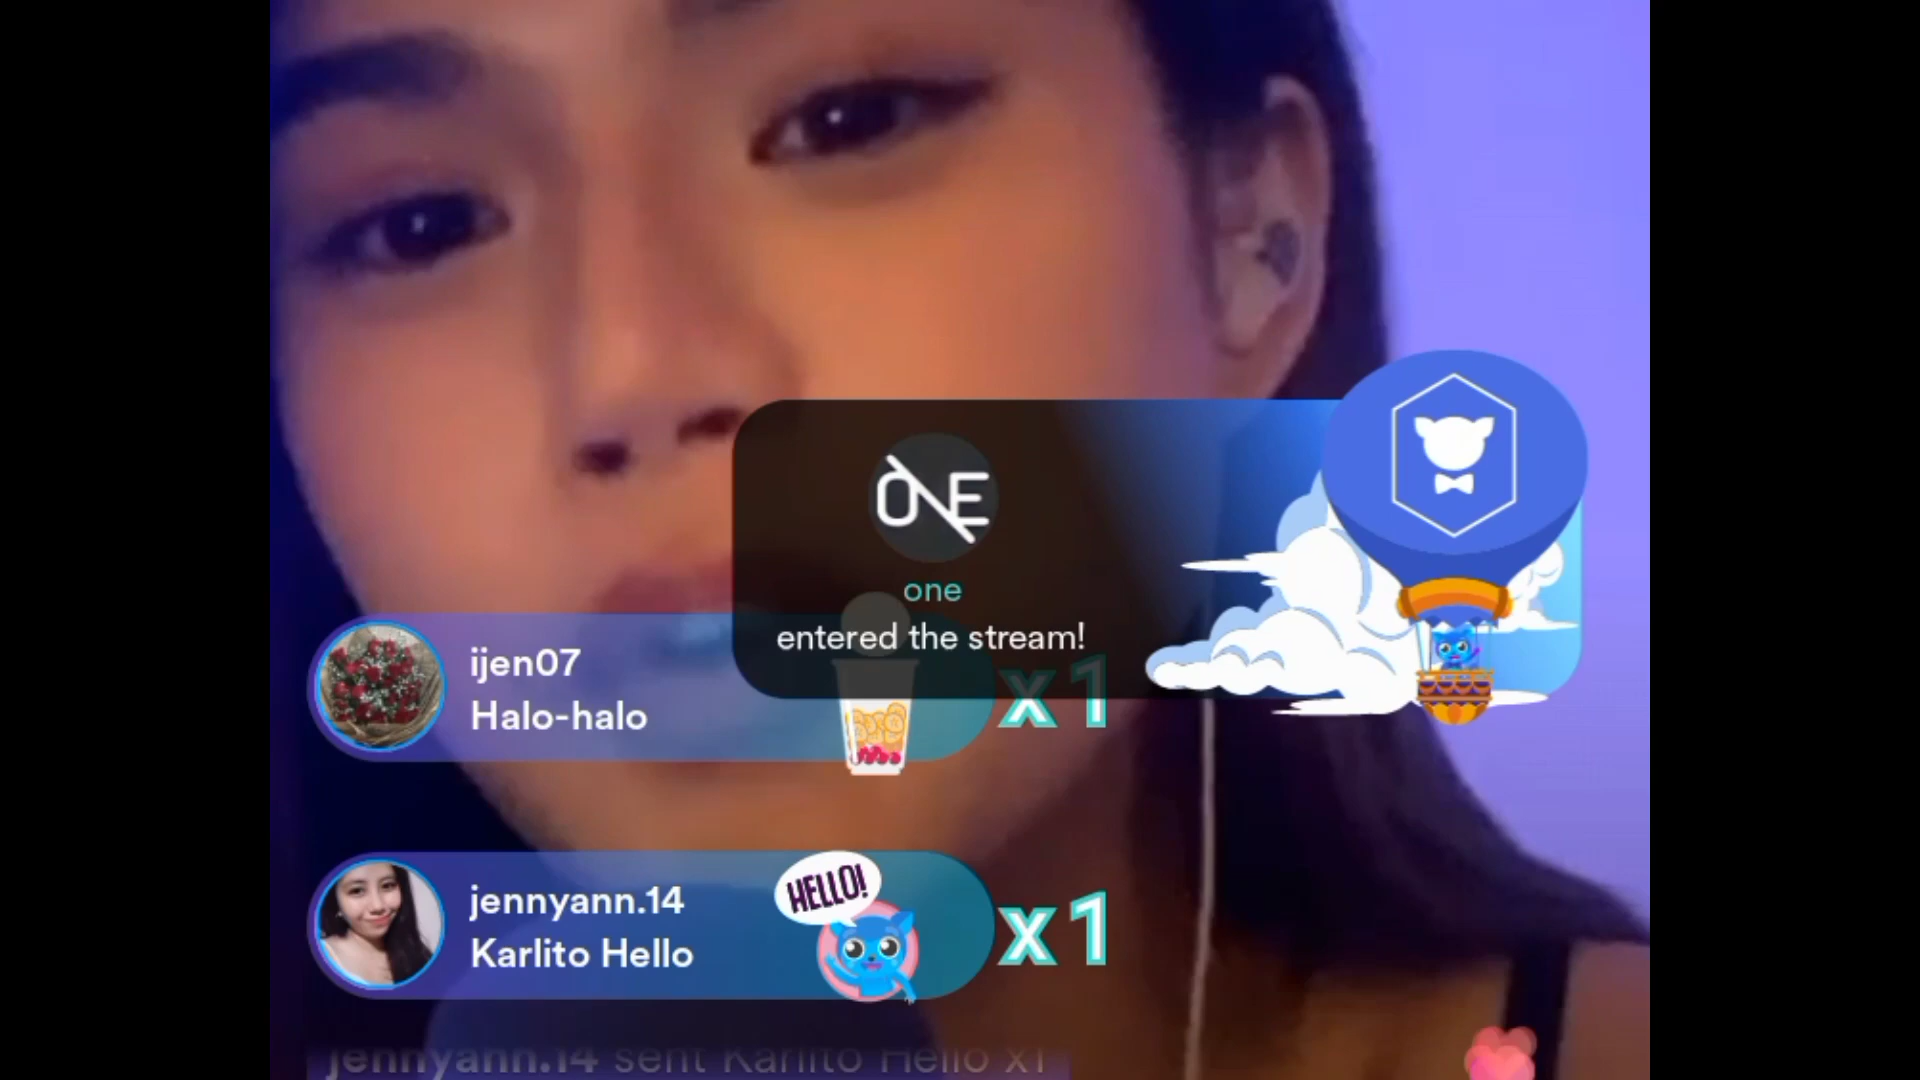 ONE
one
entered the stream!
ijen07
Halo-halo
x1
HELLO!
jennyann.14
Karlito Hello
x1
jennyann.14 sent Karlito Hello x1